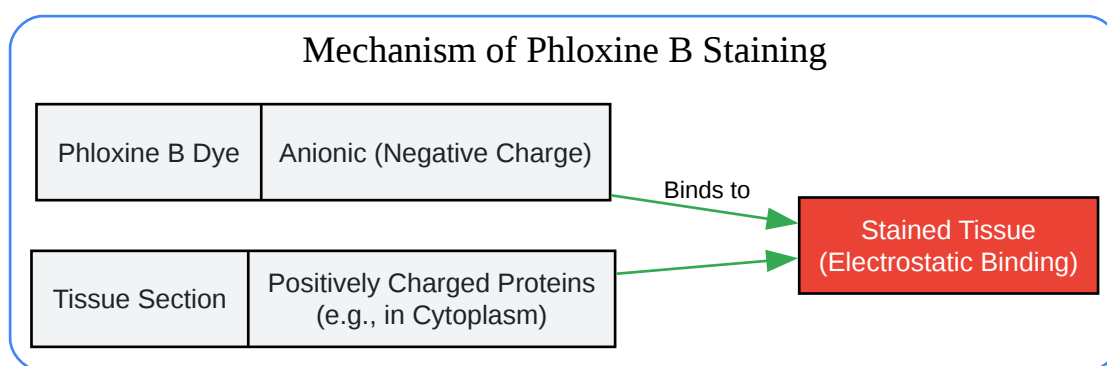 Mechanism of Phloxine B Staining
Phloxine B Dye
Anionic (Negative Charge)
Binds to
Stained Tissue
(Electrostatic Binding)
Tissue Section
Positively Charged Proteins
(e.g., in Cytoplasm)